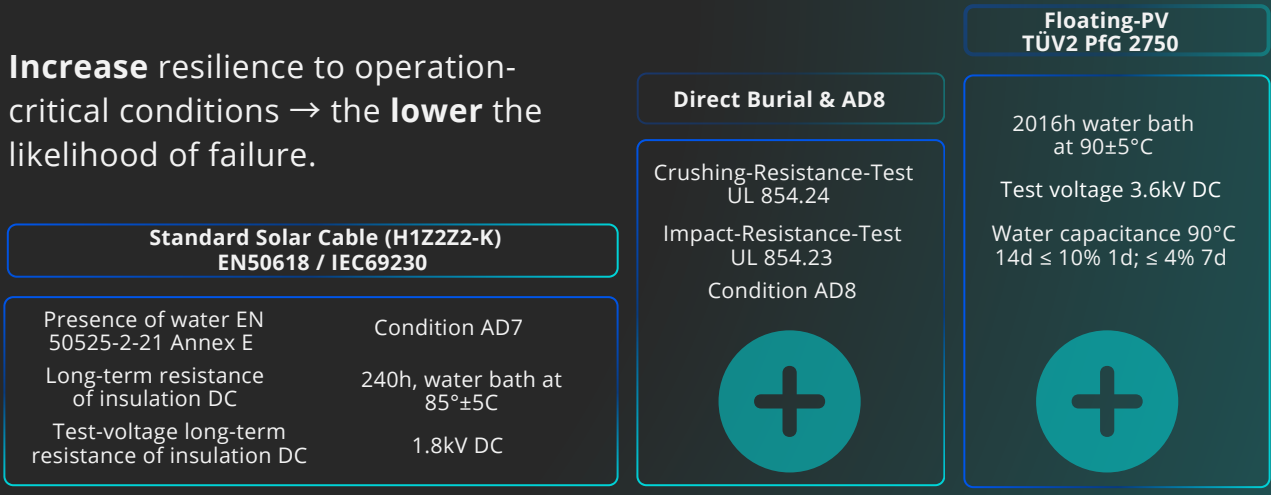 Increase resilience to operation-
critical conditions → the lower the
likelihood of failure.
Standard Solar Cable (H1Z2Z2-K)
EN50618 / IEC69230
Presence of water EN
50525-2-21 Annex E
Condition AD7
Long-term resistance
of insulation DC
240h, water bath at
85°±5C
Test-voltage long-term
resistance of insulation DC
1.8kV DC
Direct Burial & AD8
Crushing-Resistance-Test
UL 854.24
Impact-Resistance-Test
UL 854.23
Condition AD8
Floating-PV
TÜV2 PfG 2750
2016h water bath
at 90±5°C
Test voltage 3.6kV DC
Water capacitance 90°C
14d ≤ 10% 1d; ≤ 4% 7d